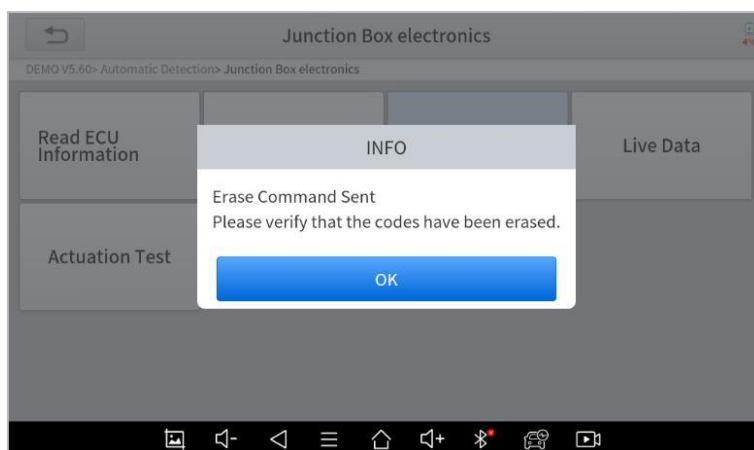 Junction Box electronics
DEMO V5.60> Automatic Detection> Junction Box electronics
Read ECU
Information
Live Data
INFO
Erase Command Sent
Please verify that the codes have been erased.
OK
Actuation Test